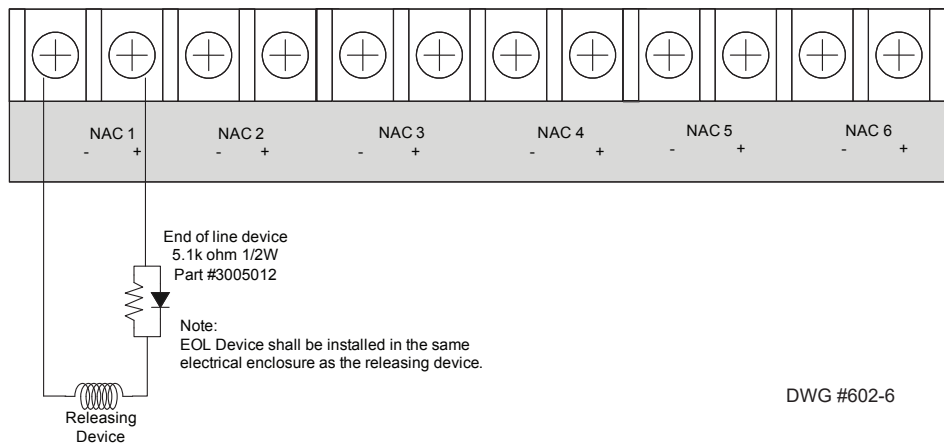 NAC 1 NAC 2 NAC 3 NAC 4 NAC 5 NAC 6
- + - + - + - + - + - +
End of line device
5.1k ohm 1/2W
Part #3005012
Note:
EOL Device shall be installed in the same
electrical enclosure as the releasing device.
Releasing
Device
DWG #602-6